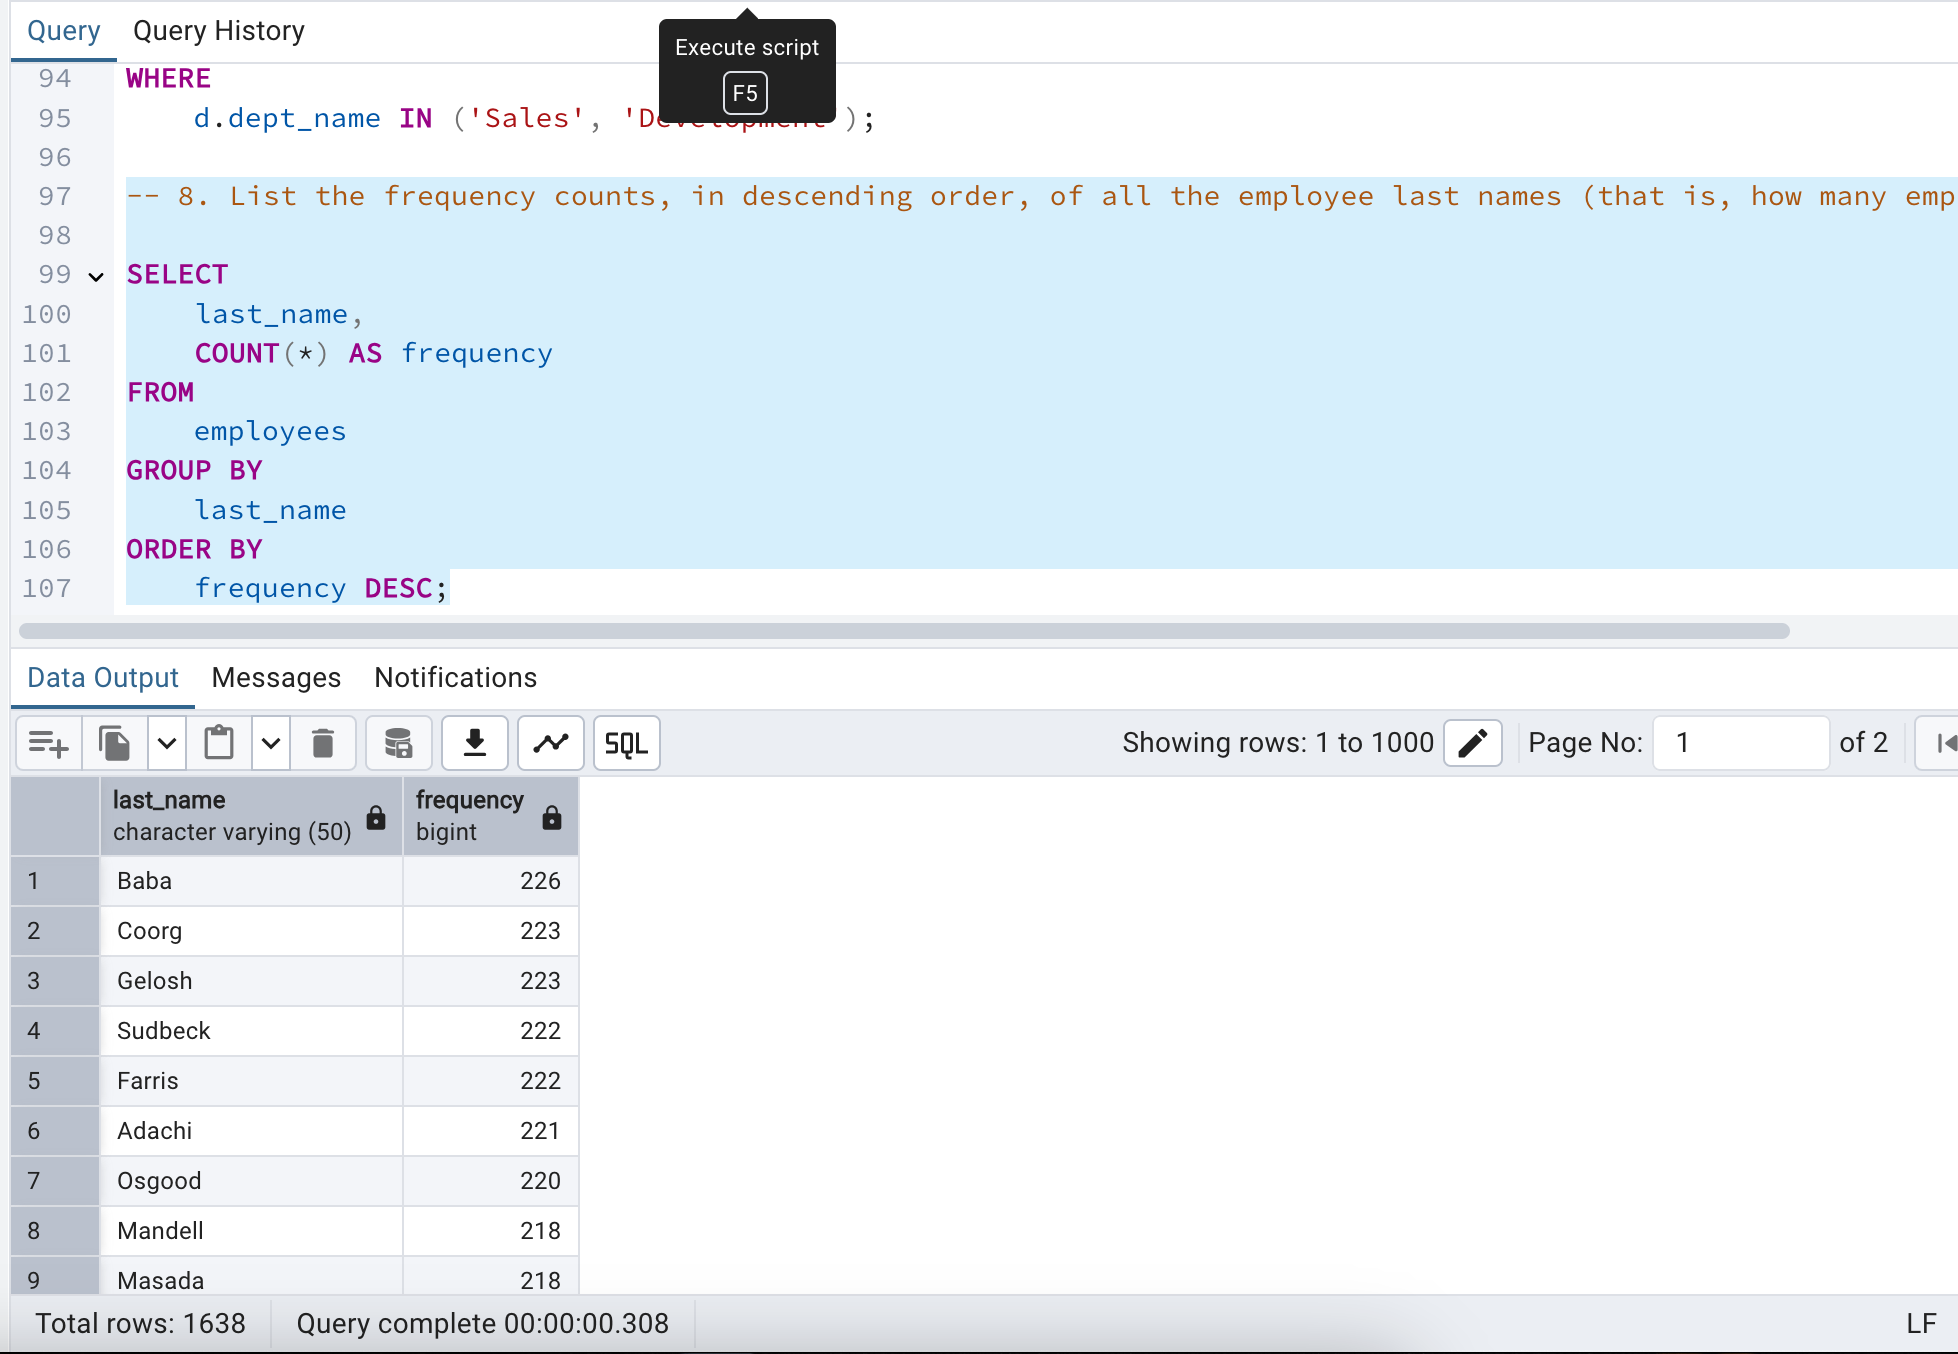 Query Query History
Execute script
F5
94 WHERE
95 d.dept_name IN ('Sales', 'Development');
96
97 -- 8. List the frequency counts, in descending order, of all the employee last names (that is, how many emp
98
99 SELECT
100 last_name,
101 COUNT(*) AS frequency
102 FROM
103 employees
104 GROUP BY
105 last_name
106 ORDER BY
107 frequency DESC;
Data Output Messages Notifications
SQL Showing rows: 1 to 1000 Page No: 1 of 2
last_name frequency
character varying (50) bigint
1 Baba 226
2 Coorg 223
3 Gelosh 223
4 Sudbeck 222
5 Farris 222
6 Adachi 221
7 Osgood 220
8 Mandell 218
9 Masada 218
Total rows: 1638 Query complete 00:00:00.308 LF